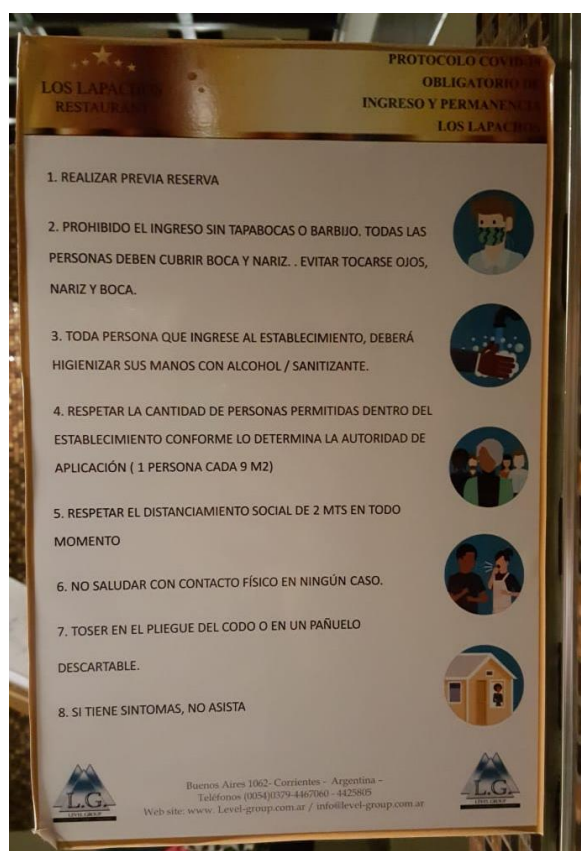 LOS LAPACHOS
RESTAURANT
PROTOCOLO COVID-19
OBLIGATORIO DE
INGRESO Y PERMANENCIA
LOS LAPACHOS
1. REALIZAR PREVIA RESERVA
2. PROHIBIDO EL INGRESO SIN TAPABOCAS O BARBIJO. TODAS LAS
PERSONAS DEBEN CUBRIR BOCA Y NARIZ. . EVITAR TOCARSE OJOS,
NARIZ Y BOCA.
3. TODA PERSONA QUE INGRESE AL ESTABLECIMIENTO, DEBERÁ
HIGIENIZAR SUS MANOS CON ALCOHOL / SANITIZANTE.
4. RESPETAR LA CANTIDAD DE PERSONAS PERMITIDAS DENTRO DEL
ESTABLECIMIENTO CONFORME LO DETERMINA LA AUTORIDAD DE
APLICACIÓN ( 1 PERSONA CADA 9 M2)
5. RESPETAR EL DISTANCIAMIENTO SOCIAL DE 2 MTS EN TODO
MOMENTO
6. NO SALUDAR CON CONTACTO FÍSICO EN NINGÚN CASO.
7. TOSER EN EL PLIEGUE DEL CODO O EN UN PAÑUELO
DESCARTABLE.
8. SI TIENE SINTOMAS, NO ASISTA
L.G.
LEVEL GROUP
Buenos Aires 1062- Corrientes - Argentina –
Teléfonos (0054)0379-4467060 - 4425805
Web site: www. Level-group.com.ar / info@level-group.com.ar
L.G.
LEVEL GROUP